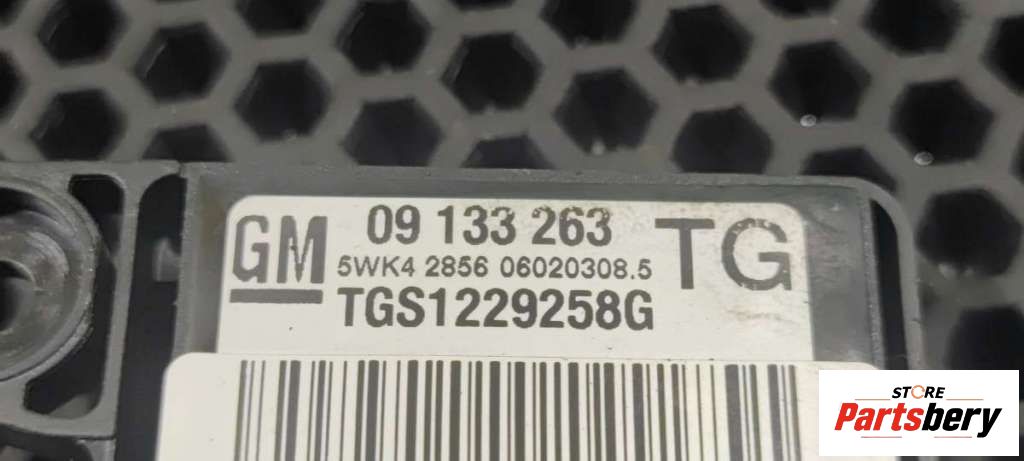 GM 09 133 263 TG
5WK4 2856 06020308.5
TGS1229258G
STORE
Partsbery